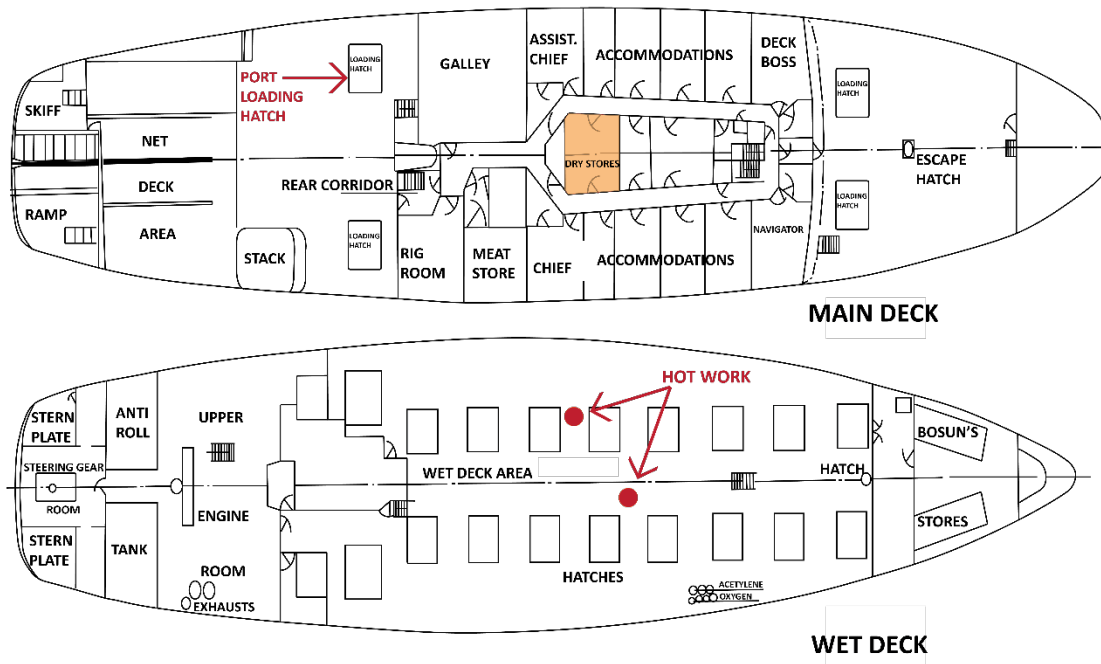 ASSIST.
CHIEF
ACCOMMODATIONS
DECK
BOSS
GALLEY
LOADING
HATCH
PORT
LOADING
HATCH
LOADING
HATCH
SKIFF
NET
DRY STORES
ESCAPE
HATCH
DECK
REAR CORRIDOR
LOADING
HATCH
RAMP
AREA
LOADING
HATCH
NAVIGATOR
STACK
RIG
ROOM
MEAT
STORE
CHIEF
ACCOMMODATIONS
MAIN DECK
HOT WORK
STERN
PLATE
ANTI
ROLL
UPPER
BOSUN'S
STEERING GEAR
ROOM
WET DECK AREA
HATCH
ENGINE
STERN
PLATE
TANK
STORES
ROOM
HATCHES
EXHAUSTS
ACETYLENE
OXYGEN
WET DECK